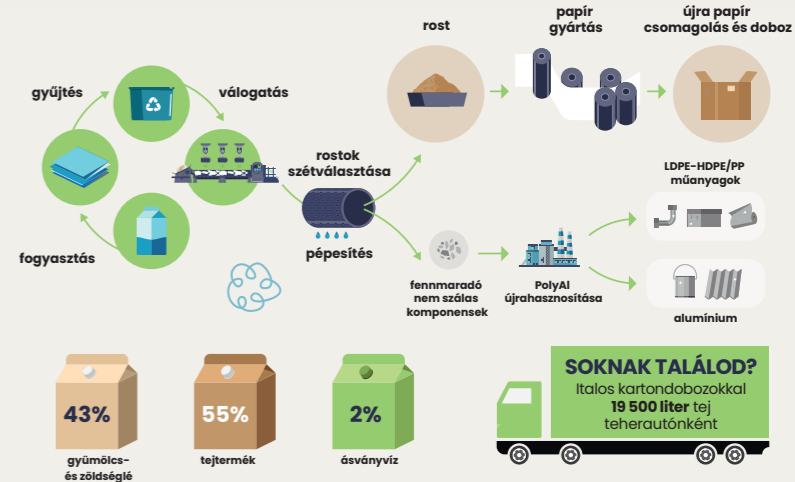 gyűjtés
válogatás
fogyasztás
rostok
szétválasztása
pépesítés
rost
papír
gyártás
újra papír
csomagolás és doboz
fennmaradó
nem szálas
komponensek
PolyAl
újrahasznosítása
LDPE-HDPE/PP
műanyagok
alumínium
43%
gyümölcs-
és zöldséglé
55%
tejtermék
2%
ásványvíz
SOKNAK TALÁLOD?
Italos kartondobozokkal
19 500 liter tej
teherautónként